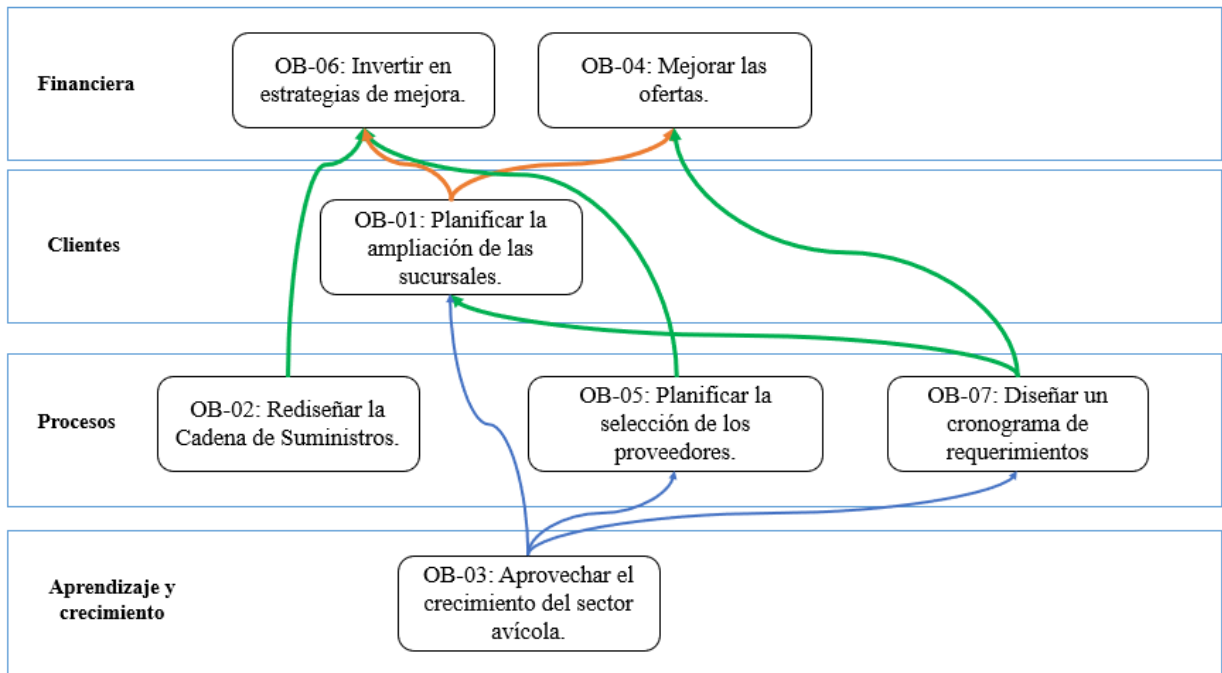 Financiera
OB-06: Invertir en
estrategias de mejora.
OB-04: Mejorar las
ofertas.
Clientes
OB-01: Planificar la
ampliación de las
sucursales.
Procesos
OB-02: Rediseñar la
Cadena de Suministros.
OB-05: Planificar la
selección de los
proveedores.
OB-07: Diseñar un
cronograma de
requerimientos
Aprendizaje y
crecimiento
OB-03: Aprovechar el
crecimiento del sector
avícola.